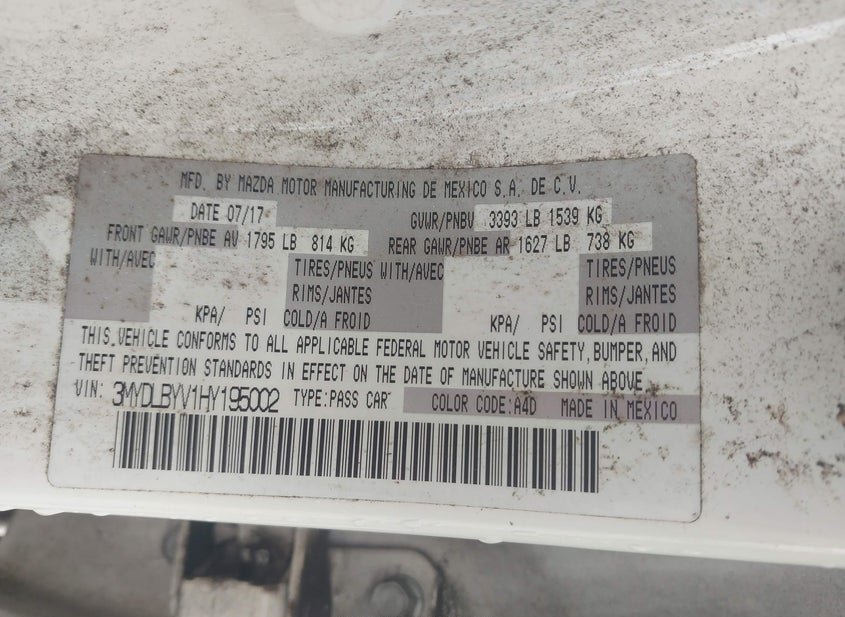 MFD. BY MAZDA MOTOR MANUFACTURING DE MEXICO S.A. DE C.V.
DATE 07/17 GVWR/PNBV 3393 LB 1539 KG
FRONT GAWR/PNBE AV 1795 LB 814 KG REAR GAWR/PNBE AR 1627 LB 738 KG
WITH/AVEC TIRES/PNEUS WITH/AVEC TIRES/PNEUS
RIMS/JANTES RIMS/JANTES
KPA/ PSI COLD/A FROID KPA/ PSI COLD/A FROID
THIS VEHICLE CONFORMS TO ALL APPLICABLE FEDERAL MOTOR VEHICLE SAFETY, BUMPER, AND
THEFT PREVENTION STANDARDS IN EFFECT ON THE DATE OF MANUFACTURE SHOWN ABOVE.
VIN: 3MYDLBYV1HY195002 TYPE:PASS CAR COLOR CODE:A4D MADE IN MEXICO